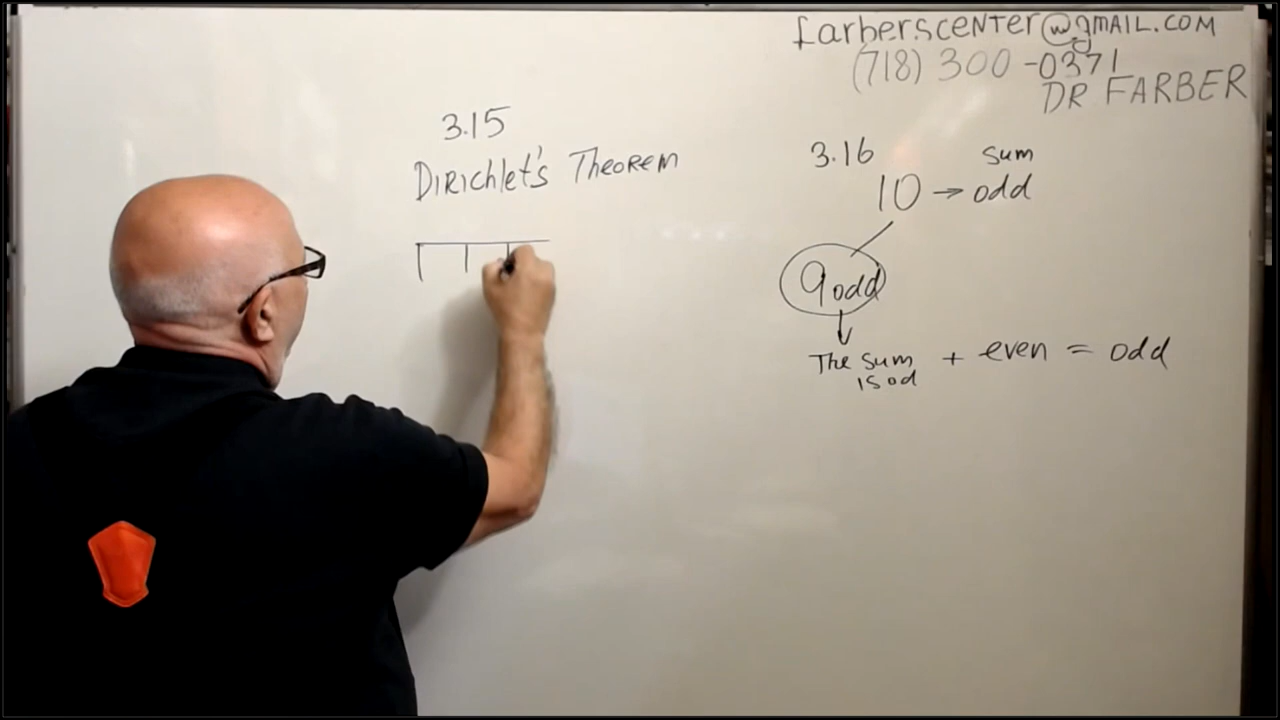 farberscenter@gmail.com
(718) 300-0371
DR FARBER
3.15
Dirichlet's Theorem
3.16
sum
10 → odd
9 odd
The sum + even = odd
is od